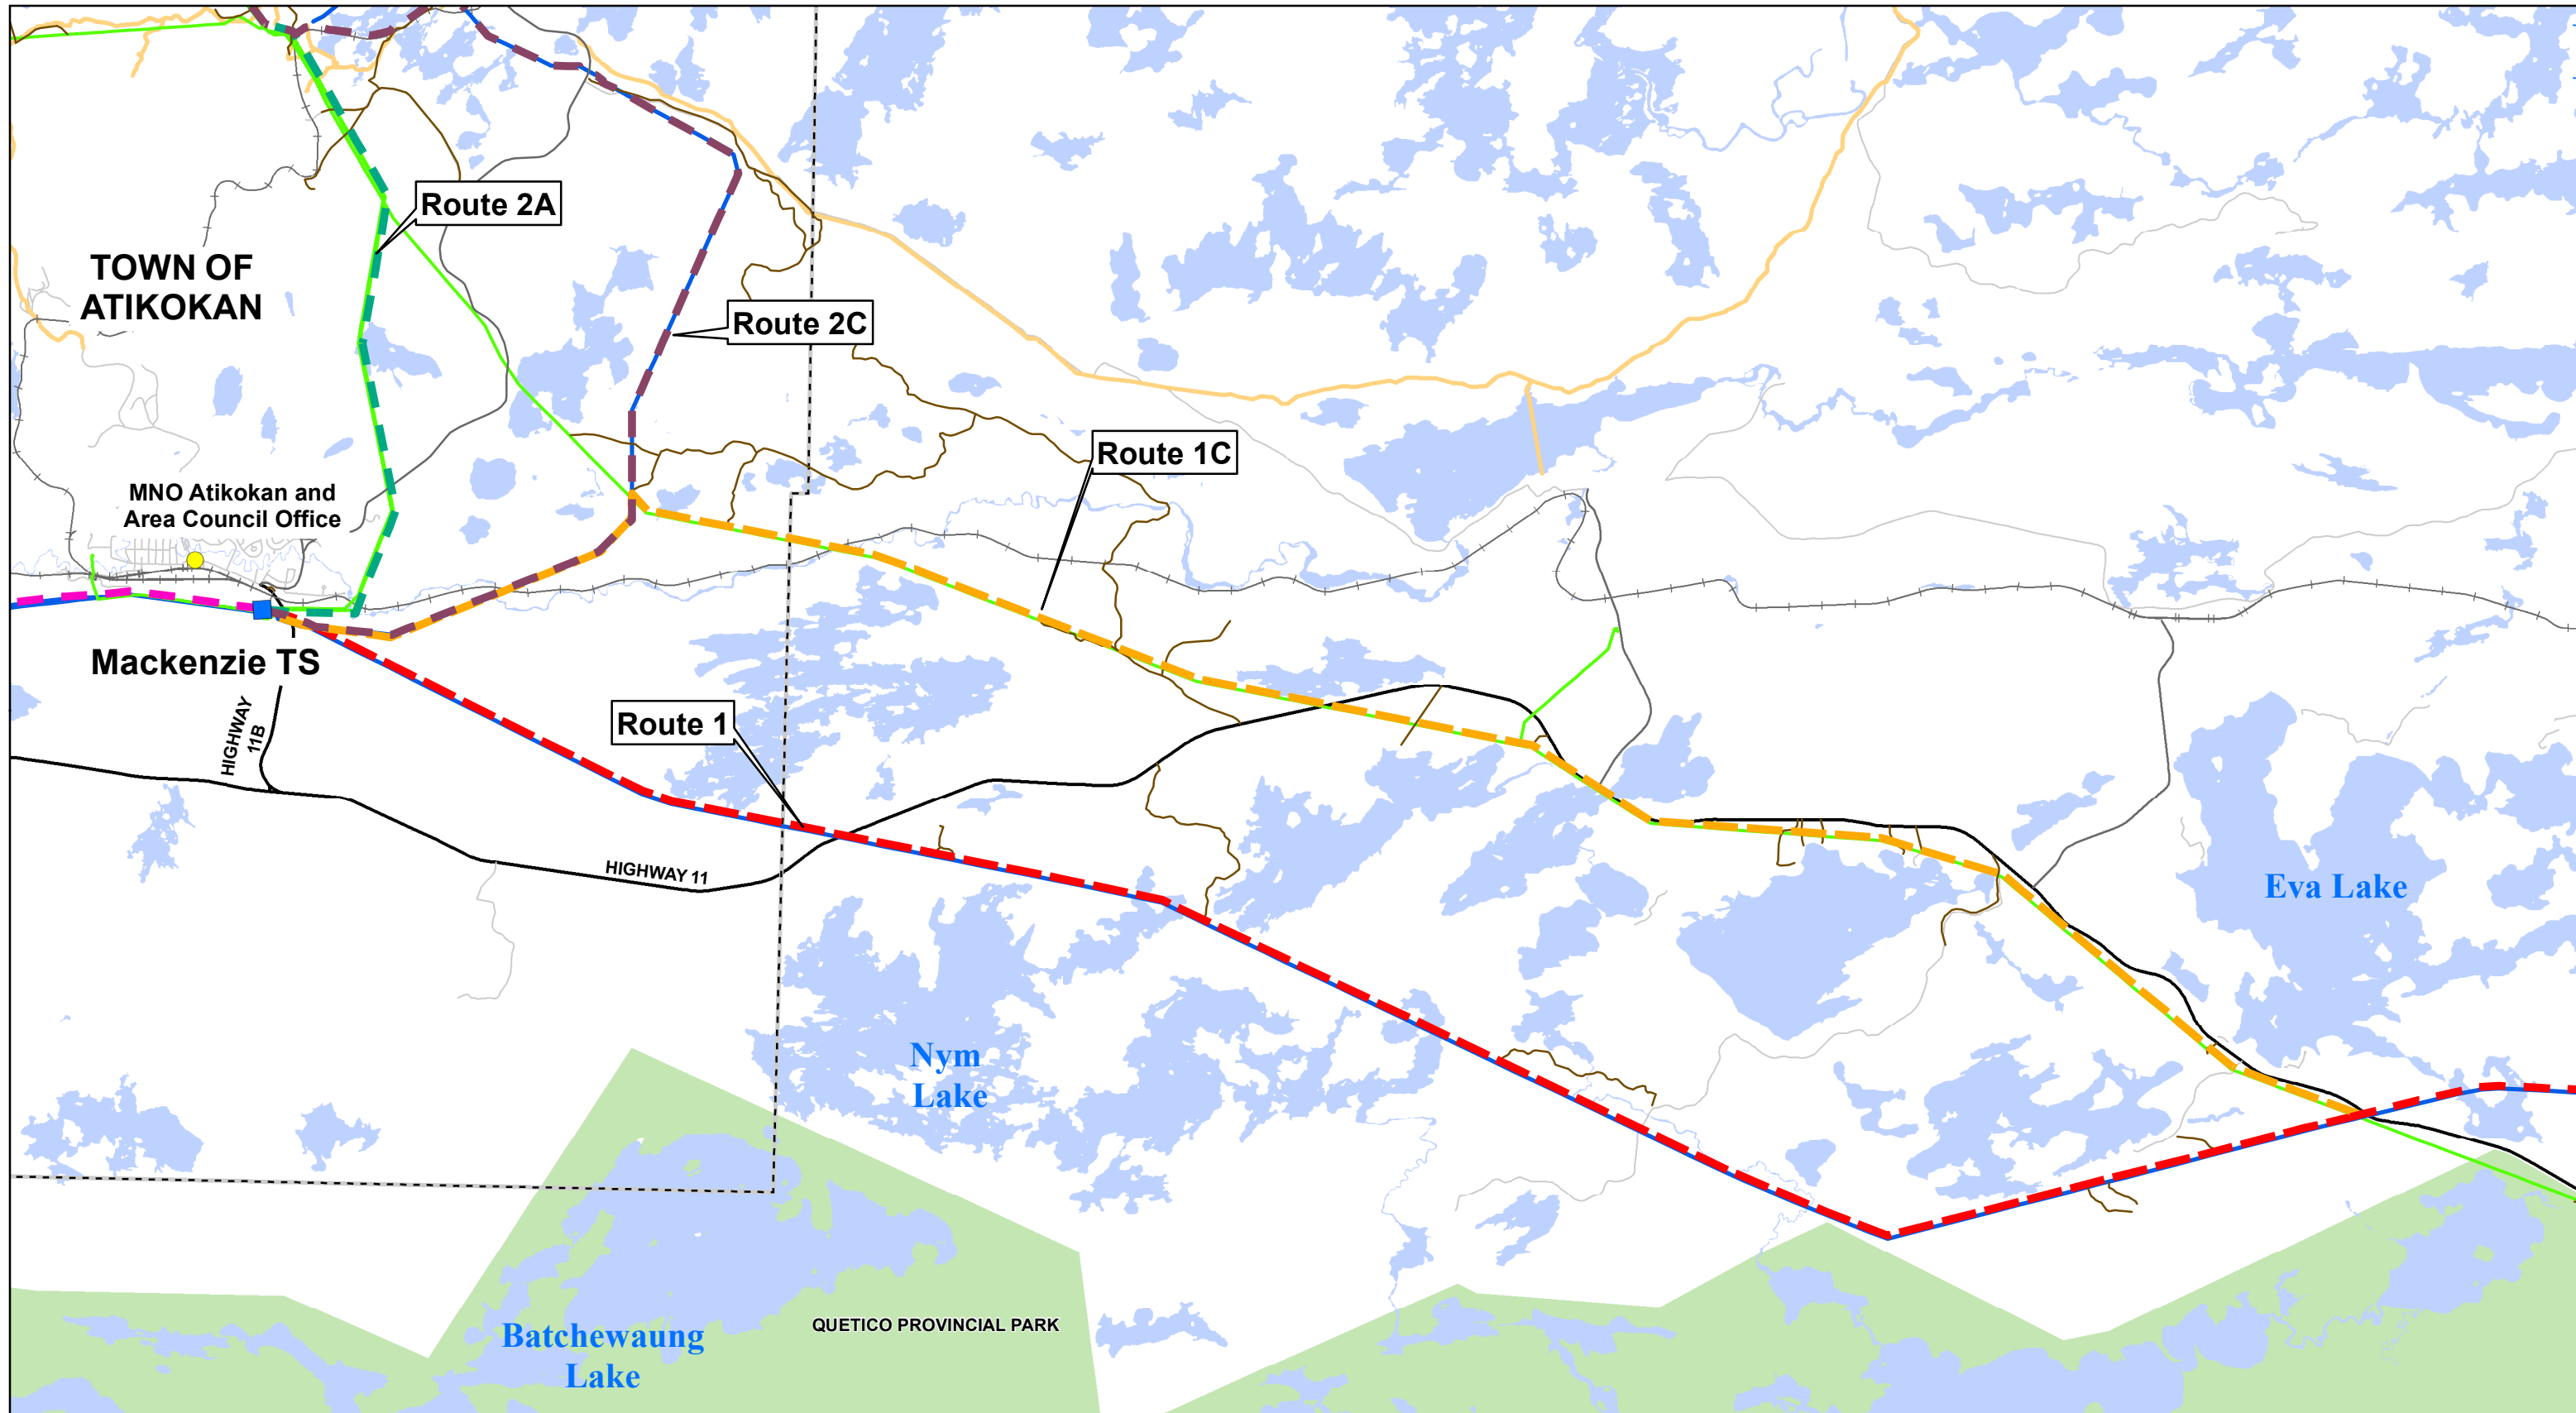 Route 2A
TOWN OF
ATIKOKAN
Route 2C
Route 1C
MNO Atikokan and
Area Council Office
Mackenzie TS
HIGHWAY
11B
Route 1
HIGHWAY 11
Eva Lake
Nym
Lake
Batchewaung
Lake
QUETICO PROVINCIAL PARK